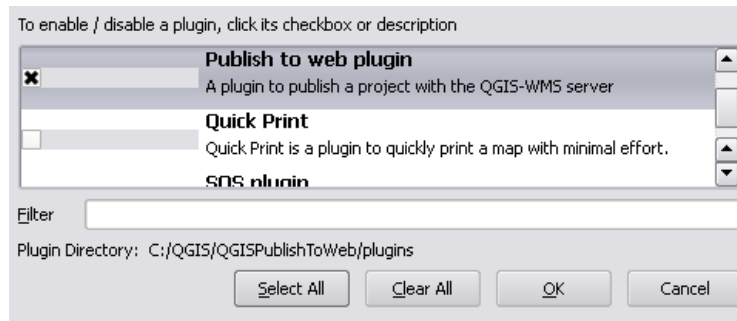 To enable / disable a plugin, click its checkbox or description
Publish to web plugin
A plugin to publish a project with the QGIS-WMS server
Quick Print
Quick Print is a plugin to quickly print a map with minimal effort.
SOS plugin
Filter
Plugin Directory: C:/QGIS/QGISPublishToWeb/plugins
Select All
Clear All
OK
Cancel